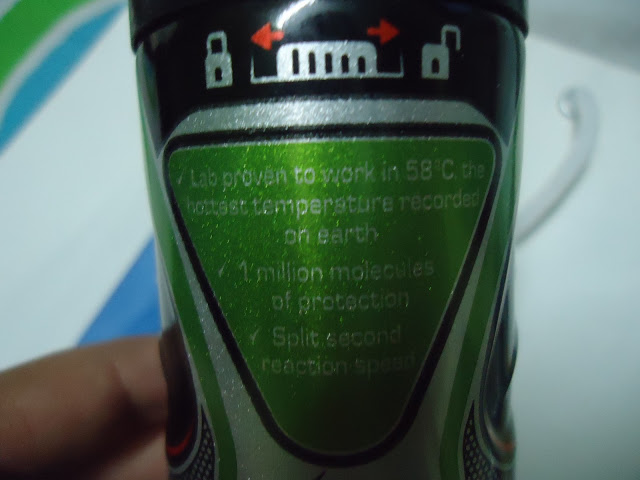 ✓ Lab proven to work in 58°C, the
hottest temperature recorded
on earth
✓ 1 million molecules
of protection
✓ Split second
reaction speed